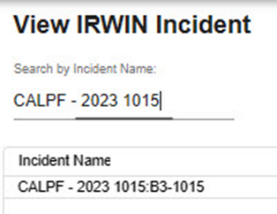 View IRWIN Incident
Search by Incident Name:
CALPF - 2023 1015
Incident Name
CALPF - 2023 1015:B3-1015